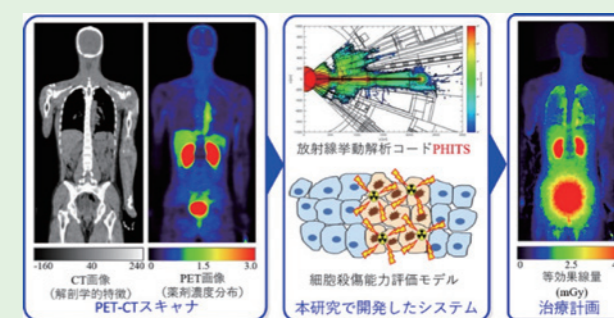 -160 40 240
CT画像
(解剖学的特徴)
0 1.5 3.0
PET画像
(薬剤濃度分布)
PET-CTスキャナ
放射線挙動解析コードPHITS
細胞殺傷能力評価モデル
本研究で開発したシステム
0 2.5
等効果線量
(mGy)
治療計画